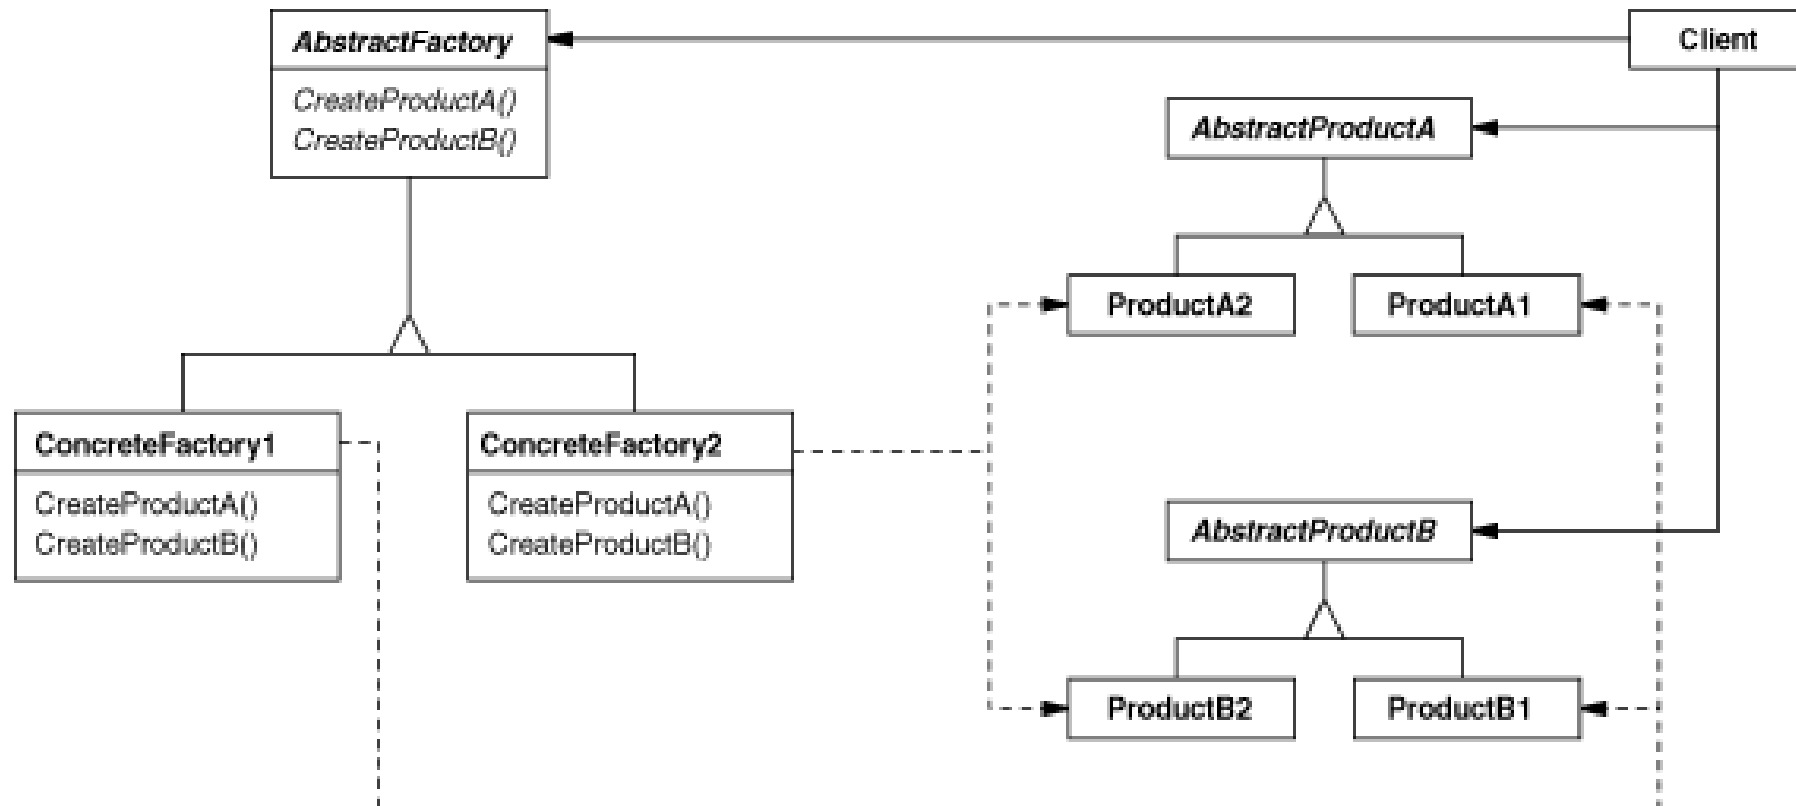 AbstractFactory
CreateProductA()
CreateProductB()
Client
AbstractProductA
ProductA2
ProductA1
ConcreteFactory1
CreateProductA()
CreateProductB()
ConcreteFactory2
CreateProductA()
CreateProductB()
AbstractProductB
ProductB2
ProductB1